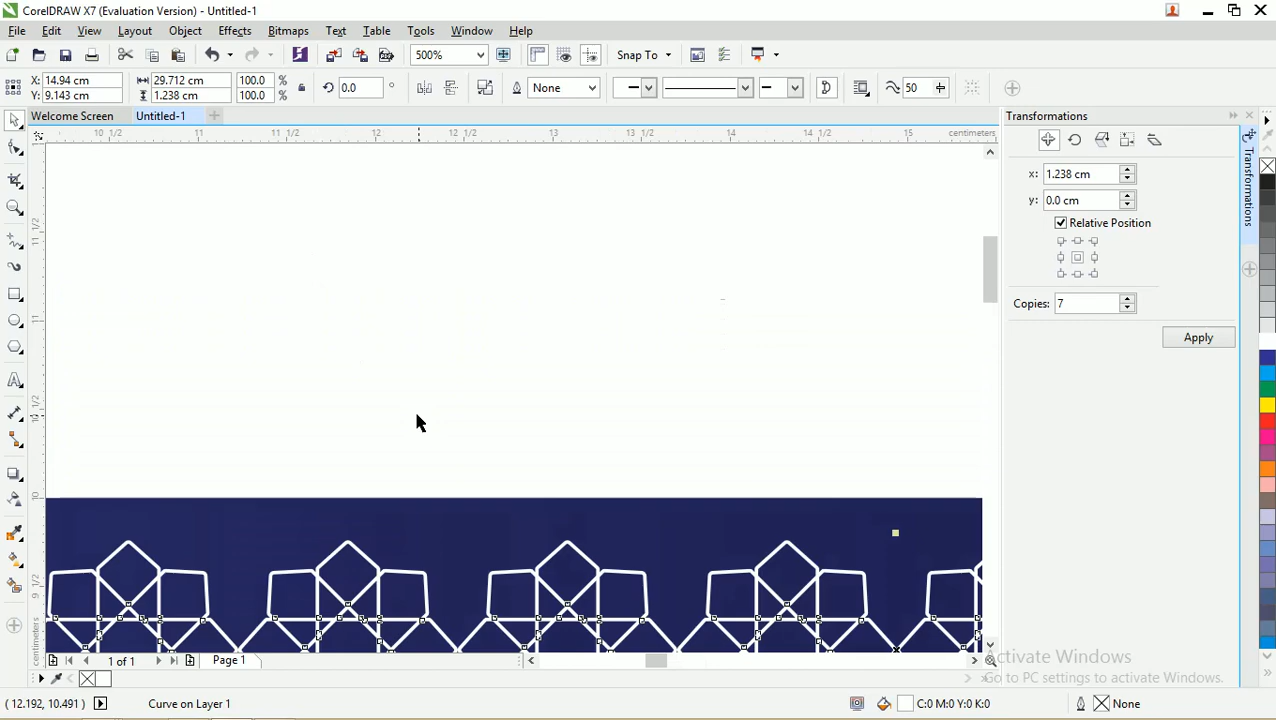 CorelDRAW X7 (Evaluation Version) - Untitled-1
File Edit View Layout Object Effects Bitmaps Text Table Tools Window Help
500% Snap To
X: 14.94 cm 29.712 cm 100.0 % 0.0 ° None 50
Y: 9.143 cm 1.238 cm 100.0 %
Welcome Screen Untitled-1
Transformations
10 1/2 11 11 1/2 12 12 1/2 13 13 1/2 14 14 1/2 15 centimeters
x: 1.238 cm
y: 0.0 cm
Relative Position
Copies: 7
Apply
Transformations
11 1/2
11
10 1/2
10
9 1/2
centimeters
1 of 1 Page 1
Activate Windows
Go to PC settings to activate Windows.
( 12.192, 10.491 ) Curve on Layer 1 C:0 M:0 Y:0 K:0 None